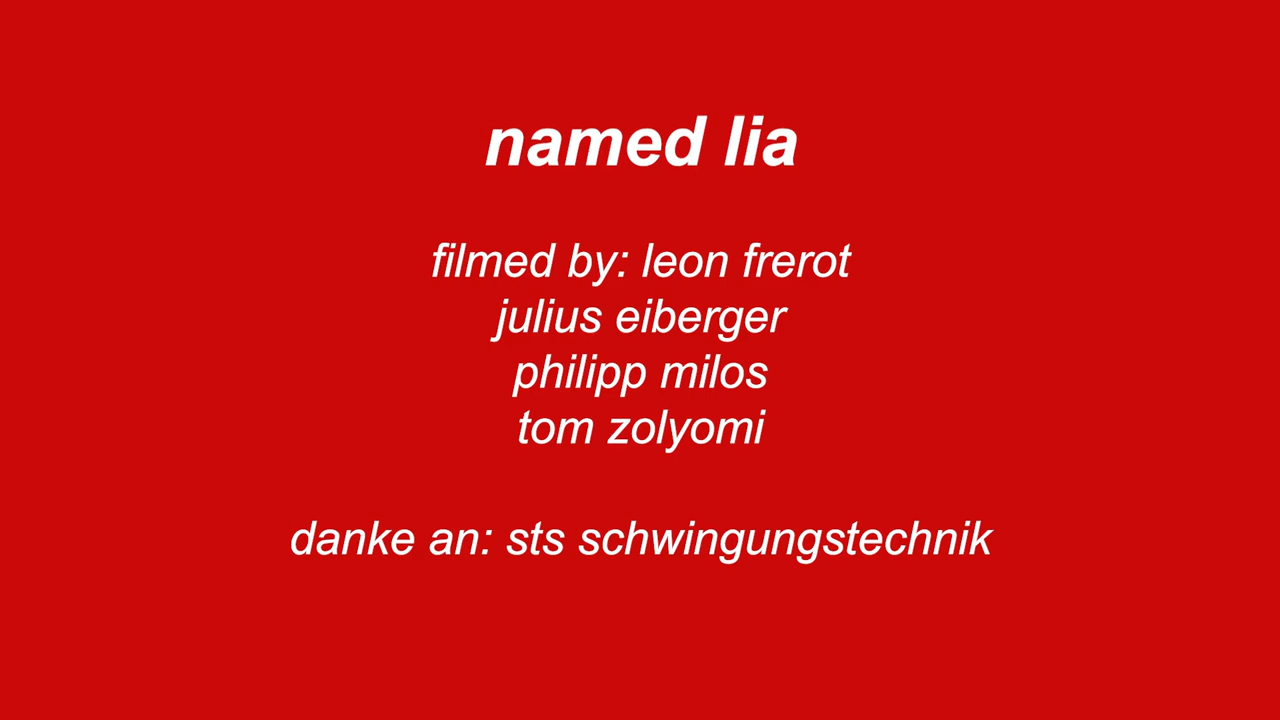 named lia
filmed by: leon frerot
julius eiberger
philipp milos
tom zolyomi
danke an: sts schwingungstechnik